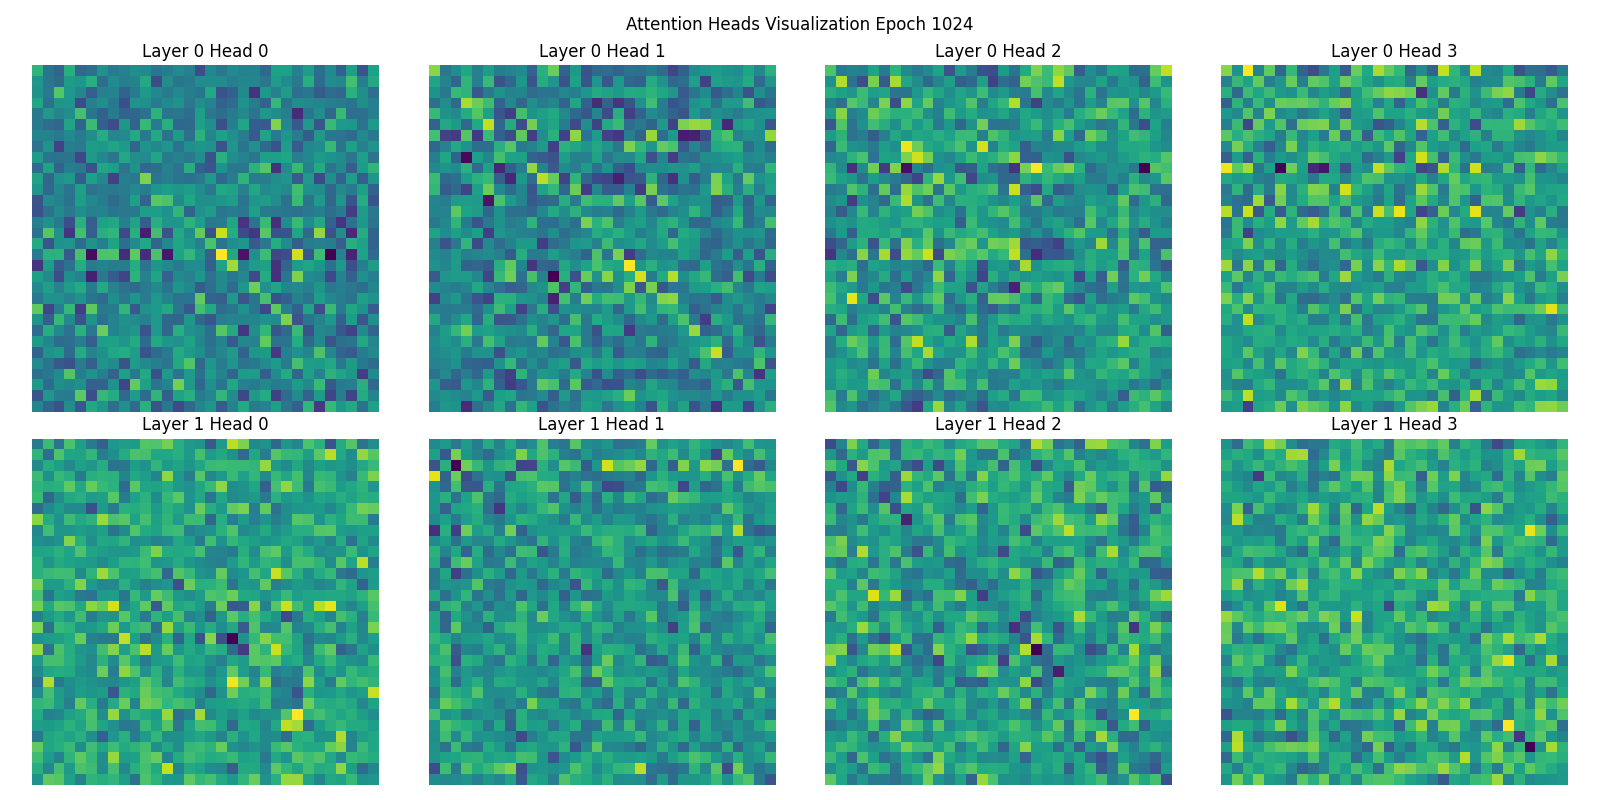 Attention Heads Visualization Epoch 1024
Layer 0 Head 0
Layer 0 Head 1
Layer 0 Head 2
Layer 0 Head 3
Layer 1 Head 0
Layer 1 Head 1
Layer 1 Head 2
Layer 1 Head 3